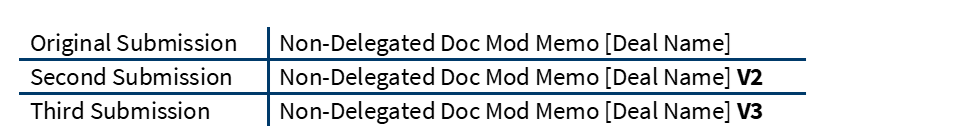 Original Submission Non-Delegated Doc Mod Memo [Deal Name]
Second Submission Non-Delegated Doc Mod Memo [Deal Name] V2
Third Submission Non-Delegated Doc Mod Memo [Deal Name] V3